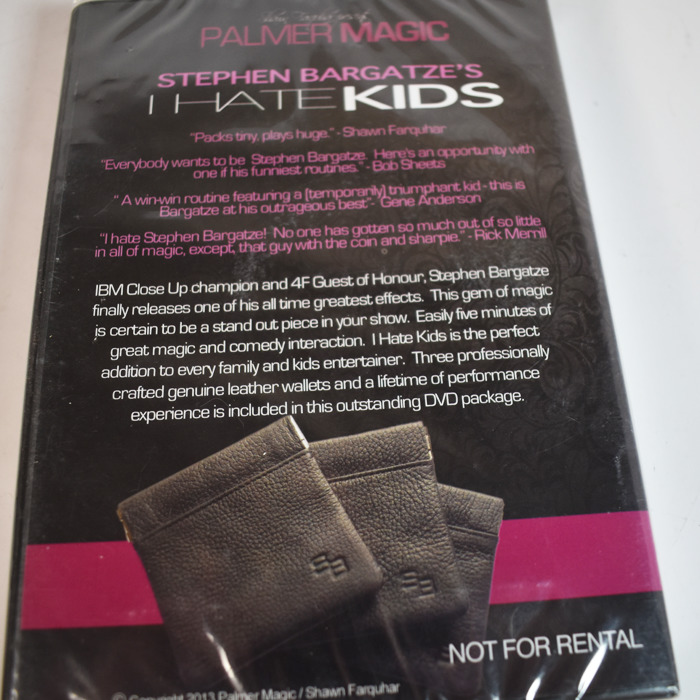 Shawn Farquhar presents
PALMER MAGIC
STEPHEN BARGATZE'S
I HATE KIDS
"Packs tiny, plays huge." - Shawn Farquhar
"Everybody wants to be Stephen Bargatze. Here's an opportunity with
one if his funniest routines." - Bob Sheets
" A win-win routine featuring a (temporarily) triumphant kid - this is
Bargatze at his outrageous best"- Gene Anderson
"I hate Stephen Bargatze! No one has gotten so much out of so little
in all of magic, except, that guy with the coin and sharpie." - Rick Merrill
IBM Close Up champion and 4F Guest of Honour, Stephen Bargatze
finally releases one of his all time greatest effects. This gem of magic
is certain to be a stand out piece in your show. Easily five minutes of
great magic and comedy interaction. I Hate Kids is the perfect
addition to every family and kids entertainer. Three professionally
crafted genuine leather wallets and a lifetime of performance
experience is included in this outstanding DVD package.
SB
SB
NOT FOR RENTAL
© Copyright 2013 Palmer Magic / Shawn Farquhar